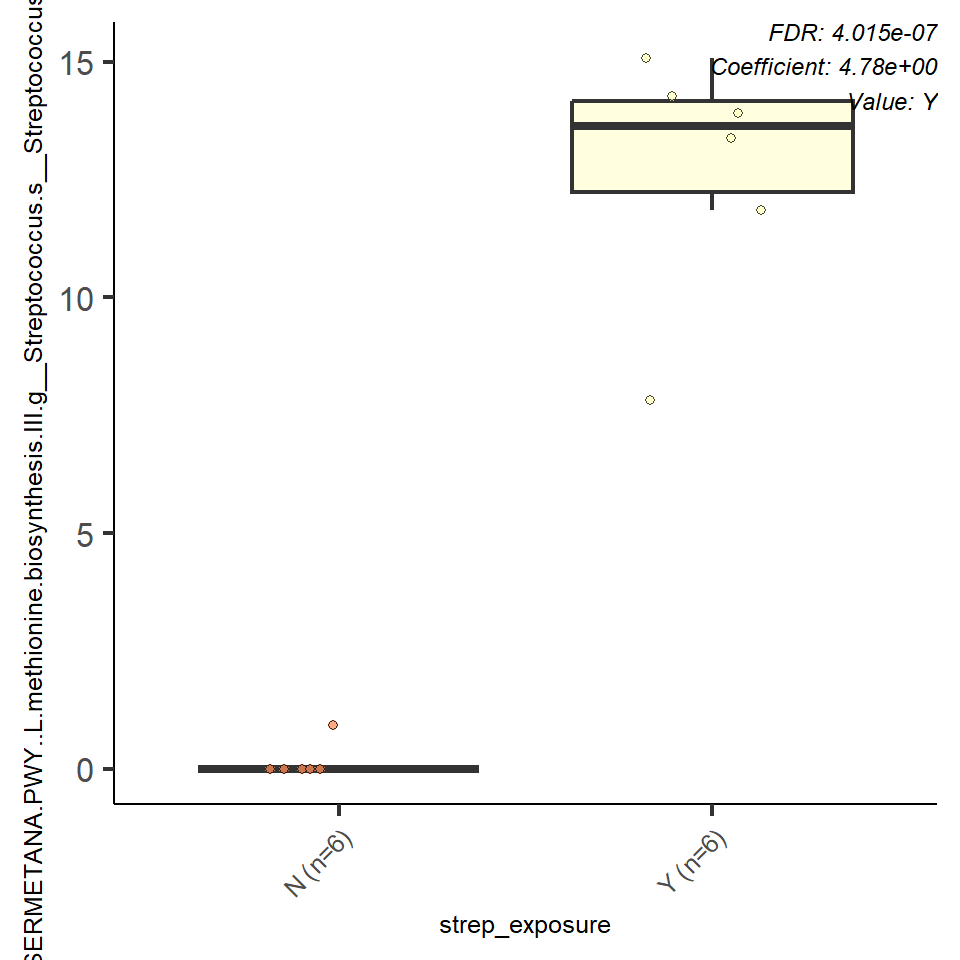 FDR: 4.015e-07
Coefficient: 4.78e+00
Value: Y
15
10
5
0
SERMETANA.PWY..L.methionine.biosynthesis.III.g__Streptococcus.s__Streptococcus
N (n=6)
Y (n=6)
strep_exposure